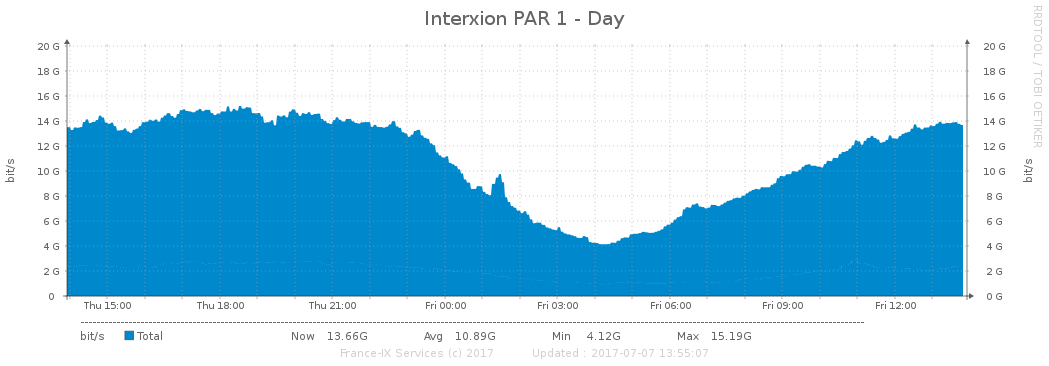 Interxion PAR 1 - Day
RRDTOOL / TOBI OETIKER
20 G 20 G
18 G 18 G
16 G 16 G
14 G 14 G
12 G 12 G
10 G 10 G
8 G 8 G
6 G 6 G
4 G 4 G
2 G 2 G
0 0 G
bit/s
bit/s
Thu 15:00 Thu 18:00 Thu 21:00 Fri 00:00 Fri 03:00 Fri 06:00 Fri 09:00 Fri 12:00
bit/s Total Now 13.66G Avg 10.89G Min 4.12G Max 15.19G
France-IX Services (c) 2017 Updated : 2017-07-07 13:55:07